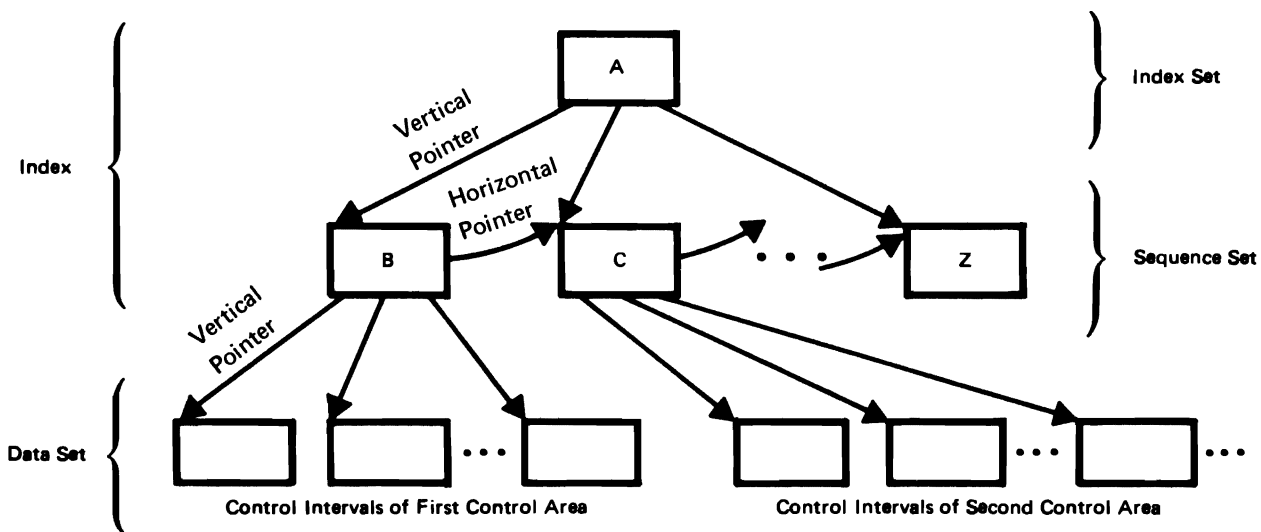 A
Index Set
Vertical
Pointer
Index
Horizontal
Pointer
B
C
• • •
Z
Sequence Set
Vertical
Pointer
Data Set
•••
•••
•••
Control Intervals of First Control Area
Control Intervals of Second Control Area